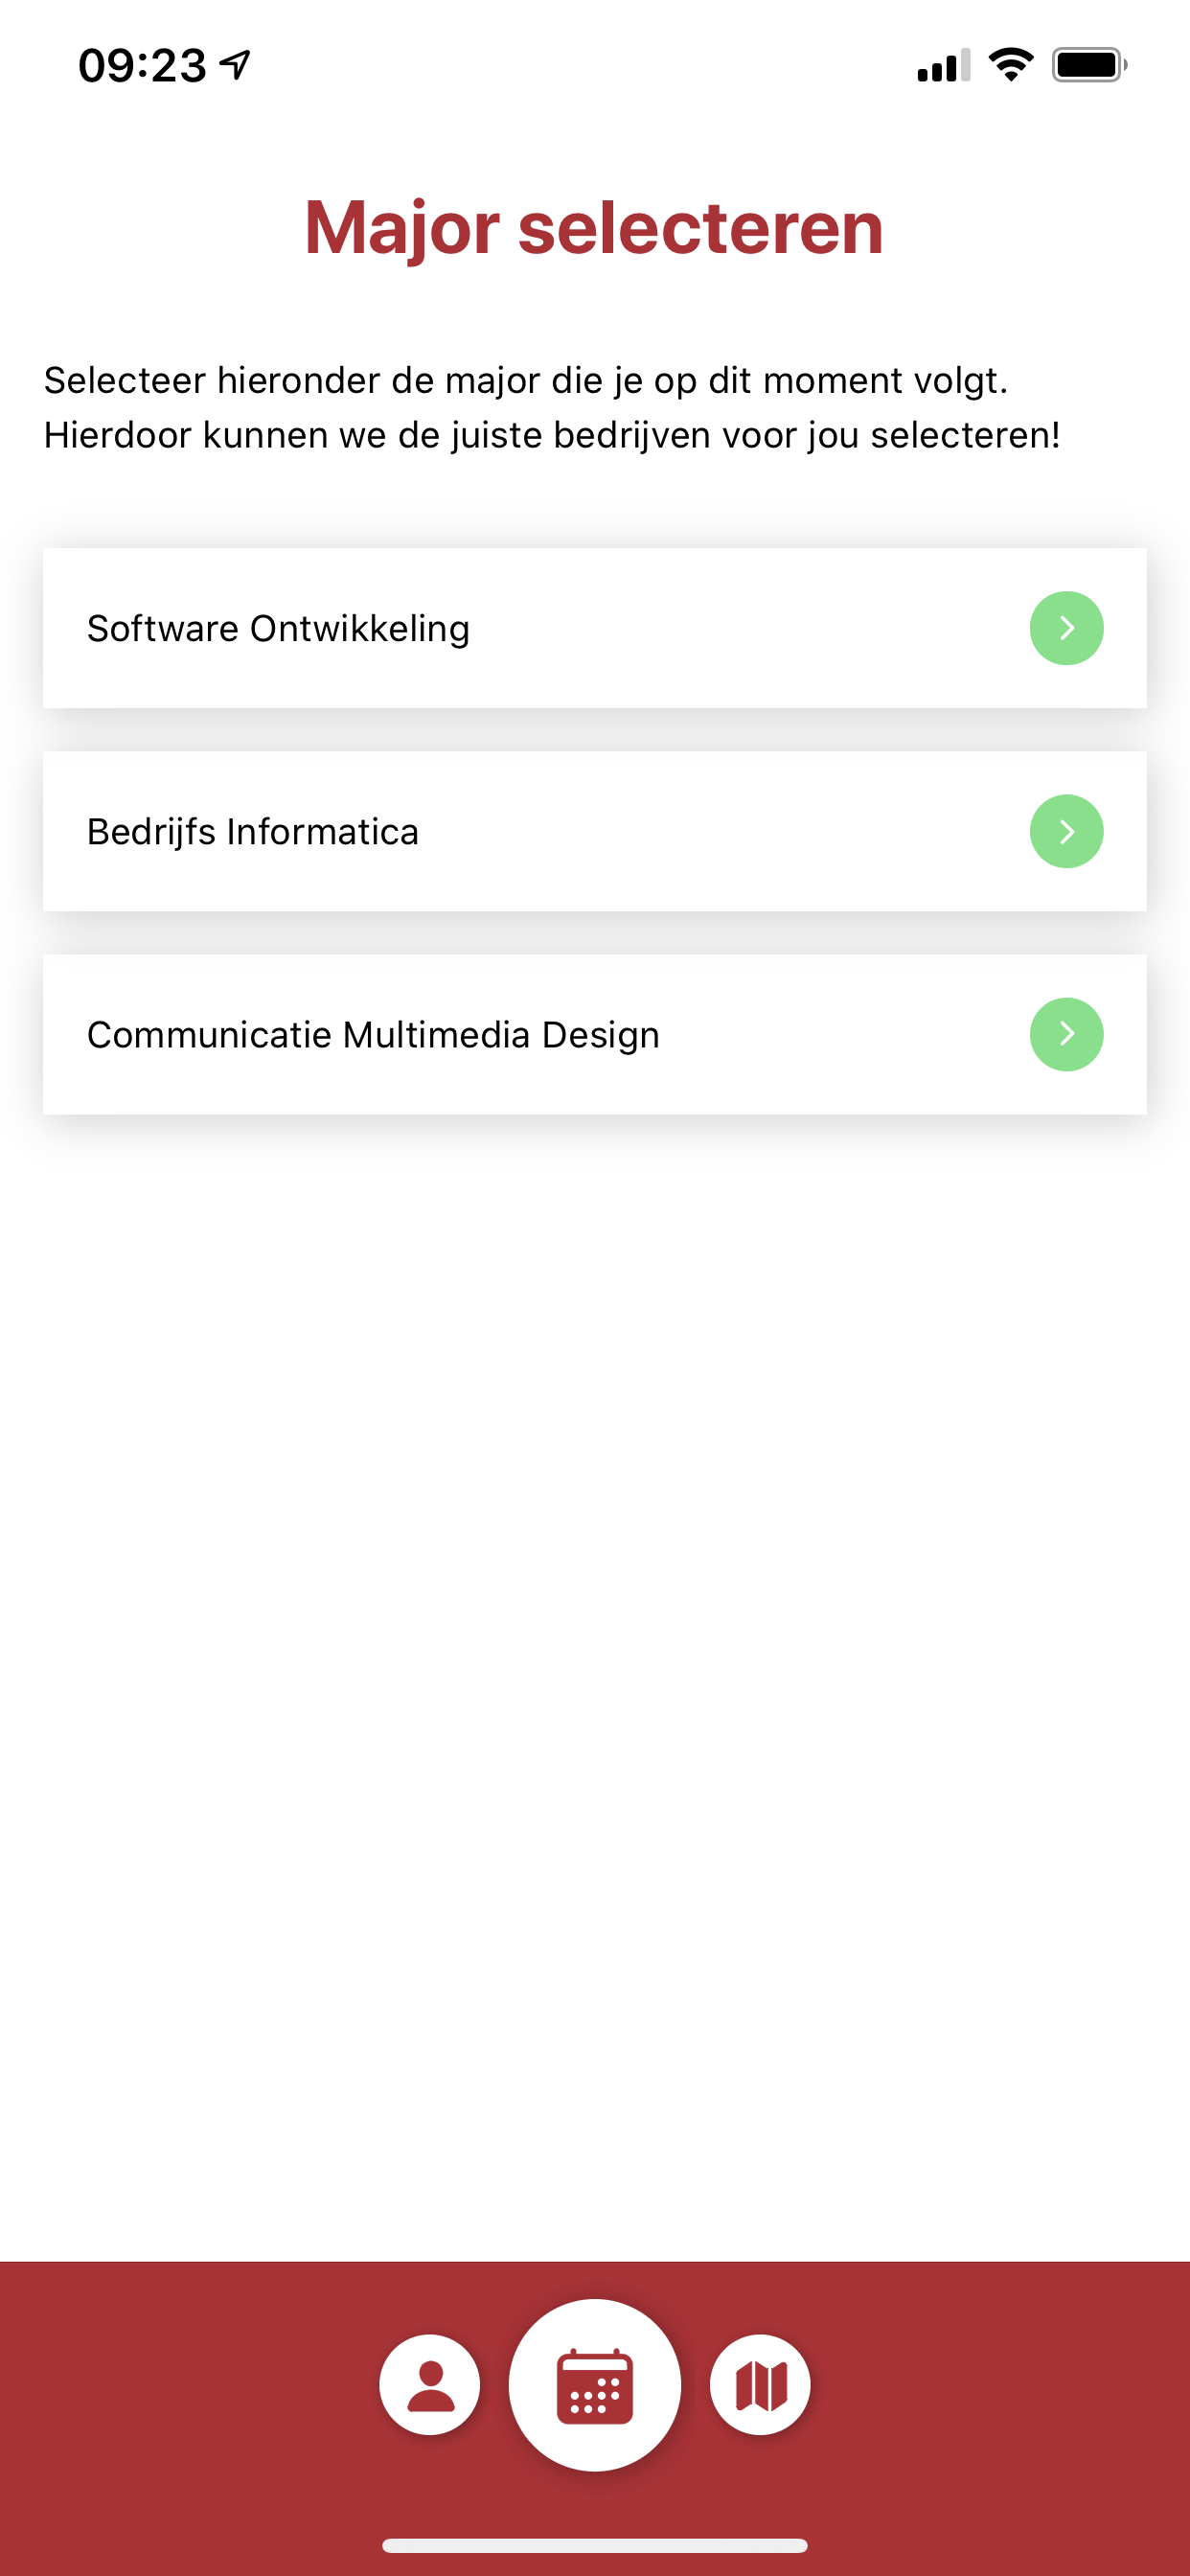 09:23
Major selecteren
Selecteer hieronder de major die je op dit moment volgt.
Hierdoor kunnen we de juiste bedrijven voor jou selecteren!
Software Ontwikkeling
Bedrijfs Informatica
Communicatie Multimedia Design